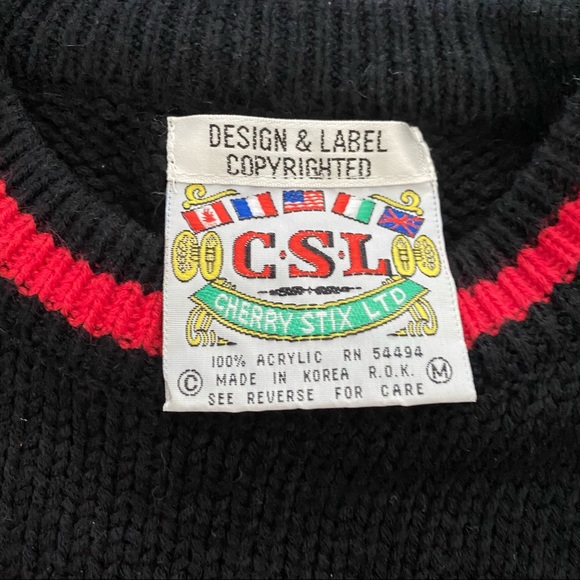 DESIGN & LABEL
COPYRIGHTED
C·S·L
CHERRY STIX LTD
100% ACRYLIC RN 54494
© MADE IN KOREA R.O.K. Ⓜ
SEE REVERSE FOR CARE